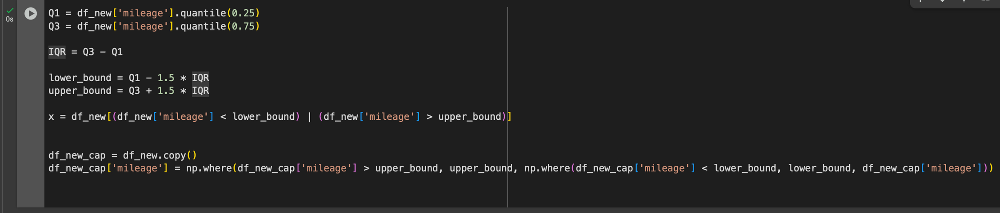 Q1 = df_new['mileage'].quantile(0.25)
0s
Q3 = df_new['mileage'].quantile(0.75)
IQR = Q3 - Q1
lower_bound = Q1 - 1.5 * IQR
upper_bound = Q3 + 1.5 * IQR
x = df_new[(df_new['mileage'] < lower_bound) | (df_new['mileage'] > upper_bound)]
df_new_cap = df_new.copy()
df_new_cap['mileage'] = np.where(df_new_cap['mileage'] > upper_bound, upper_bound, np.where(df_new_cap['mileage'] < lower_bound, lower_bound, df_new_cap['mileage']))